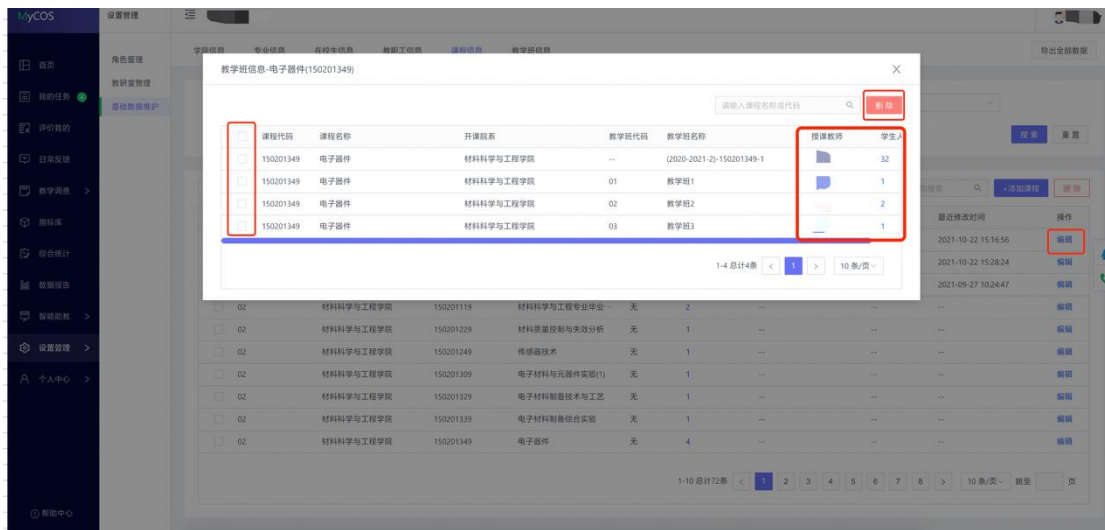 MyCOS 设置管理
首页 角色管理 学院信息 专业信息 在校生信息 教职工信息 课程信息 教学班信息 导出全部数据
教研室管理
我的任务 4 基础数据维护
评价我的
日常反馈
教学调查 >
指标库
综合统计
数据报告
智能助教 >
设置管理 >
个人中心 >
帮助中心
教学班信息-电子器件(150201349)
请输入课程名称或代码 删 除
课程代码 课程名称 开课院系 教学班代码 教学班名称 授课教师 学生人
150201349 电子器件 材料科学与工程学院 -- (2020-2021-2)-150201349-1 32
150201349 电子器件 材料科学与工程学院 01 教学班1 1
150201349 电子器件 材料科学与工程学院 02 教学班2 2
150201349 电子器件 材料科学与工程学院 03 教学班3 1
1-4 总计4条 < 1 > 10 条/页
搜 索 重 置
+添加课程 删 除
最近修改时间 操作
2021-10-22 15:16:56 编辑
2021-10-22 15:28:24 编辑
2021-09-27 10:24:47 编辑
02 材料科学与工程学院 150201119 材料科学与工程专业毕业… 无 2 -- -- -- 编辑
02 材料科学与工程学院 150201229 材料质量控制与失效分析 无 1 -- -- -- 编辑
02 材料科学与工程学院 150201249 传感器技术 无 1 -- -- -- 编辑
02 材料科学与工程学院 150201309 电子材料与元器件实验(1) 无 1 -- -- -- 编辑
02 材料科学与工程学院 150201329 电子材料制备技术与工艺 无 1 -- -- -- 编辑
02 材料科学与工程学院 150201339 电子材料制备综合实验 无 1 -- -- -- 编辑
02 材料科学与工程学院 150201349 电子器件 无 4 -- -- -- 编辑
1-10 总计72条 < 1 2 3 4 5 6 7 8 > 10 条/页 跳至 页